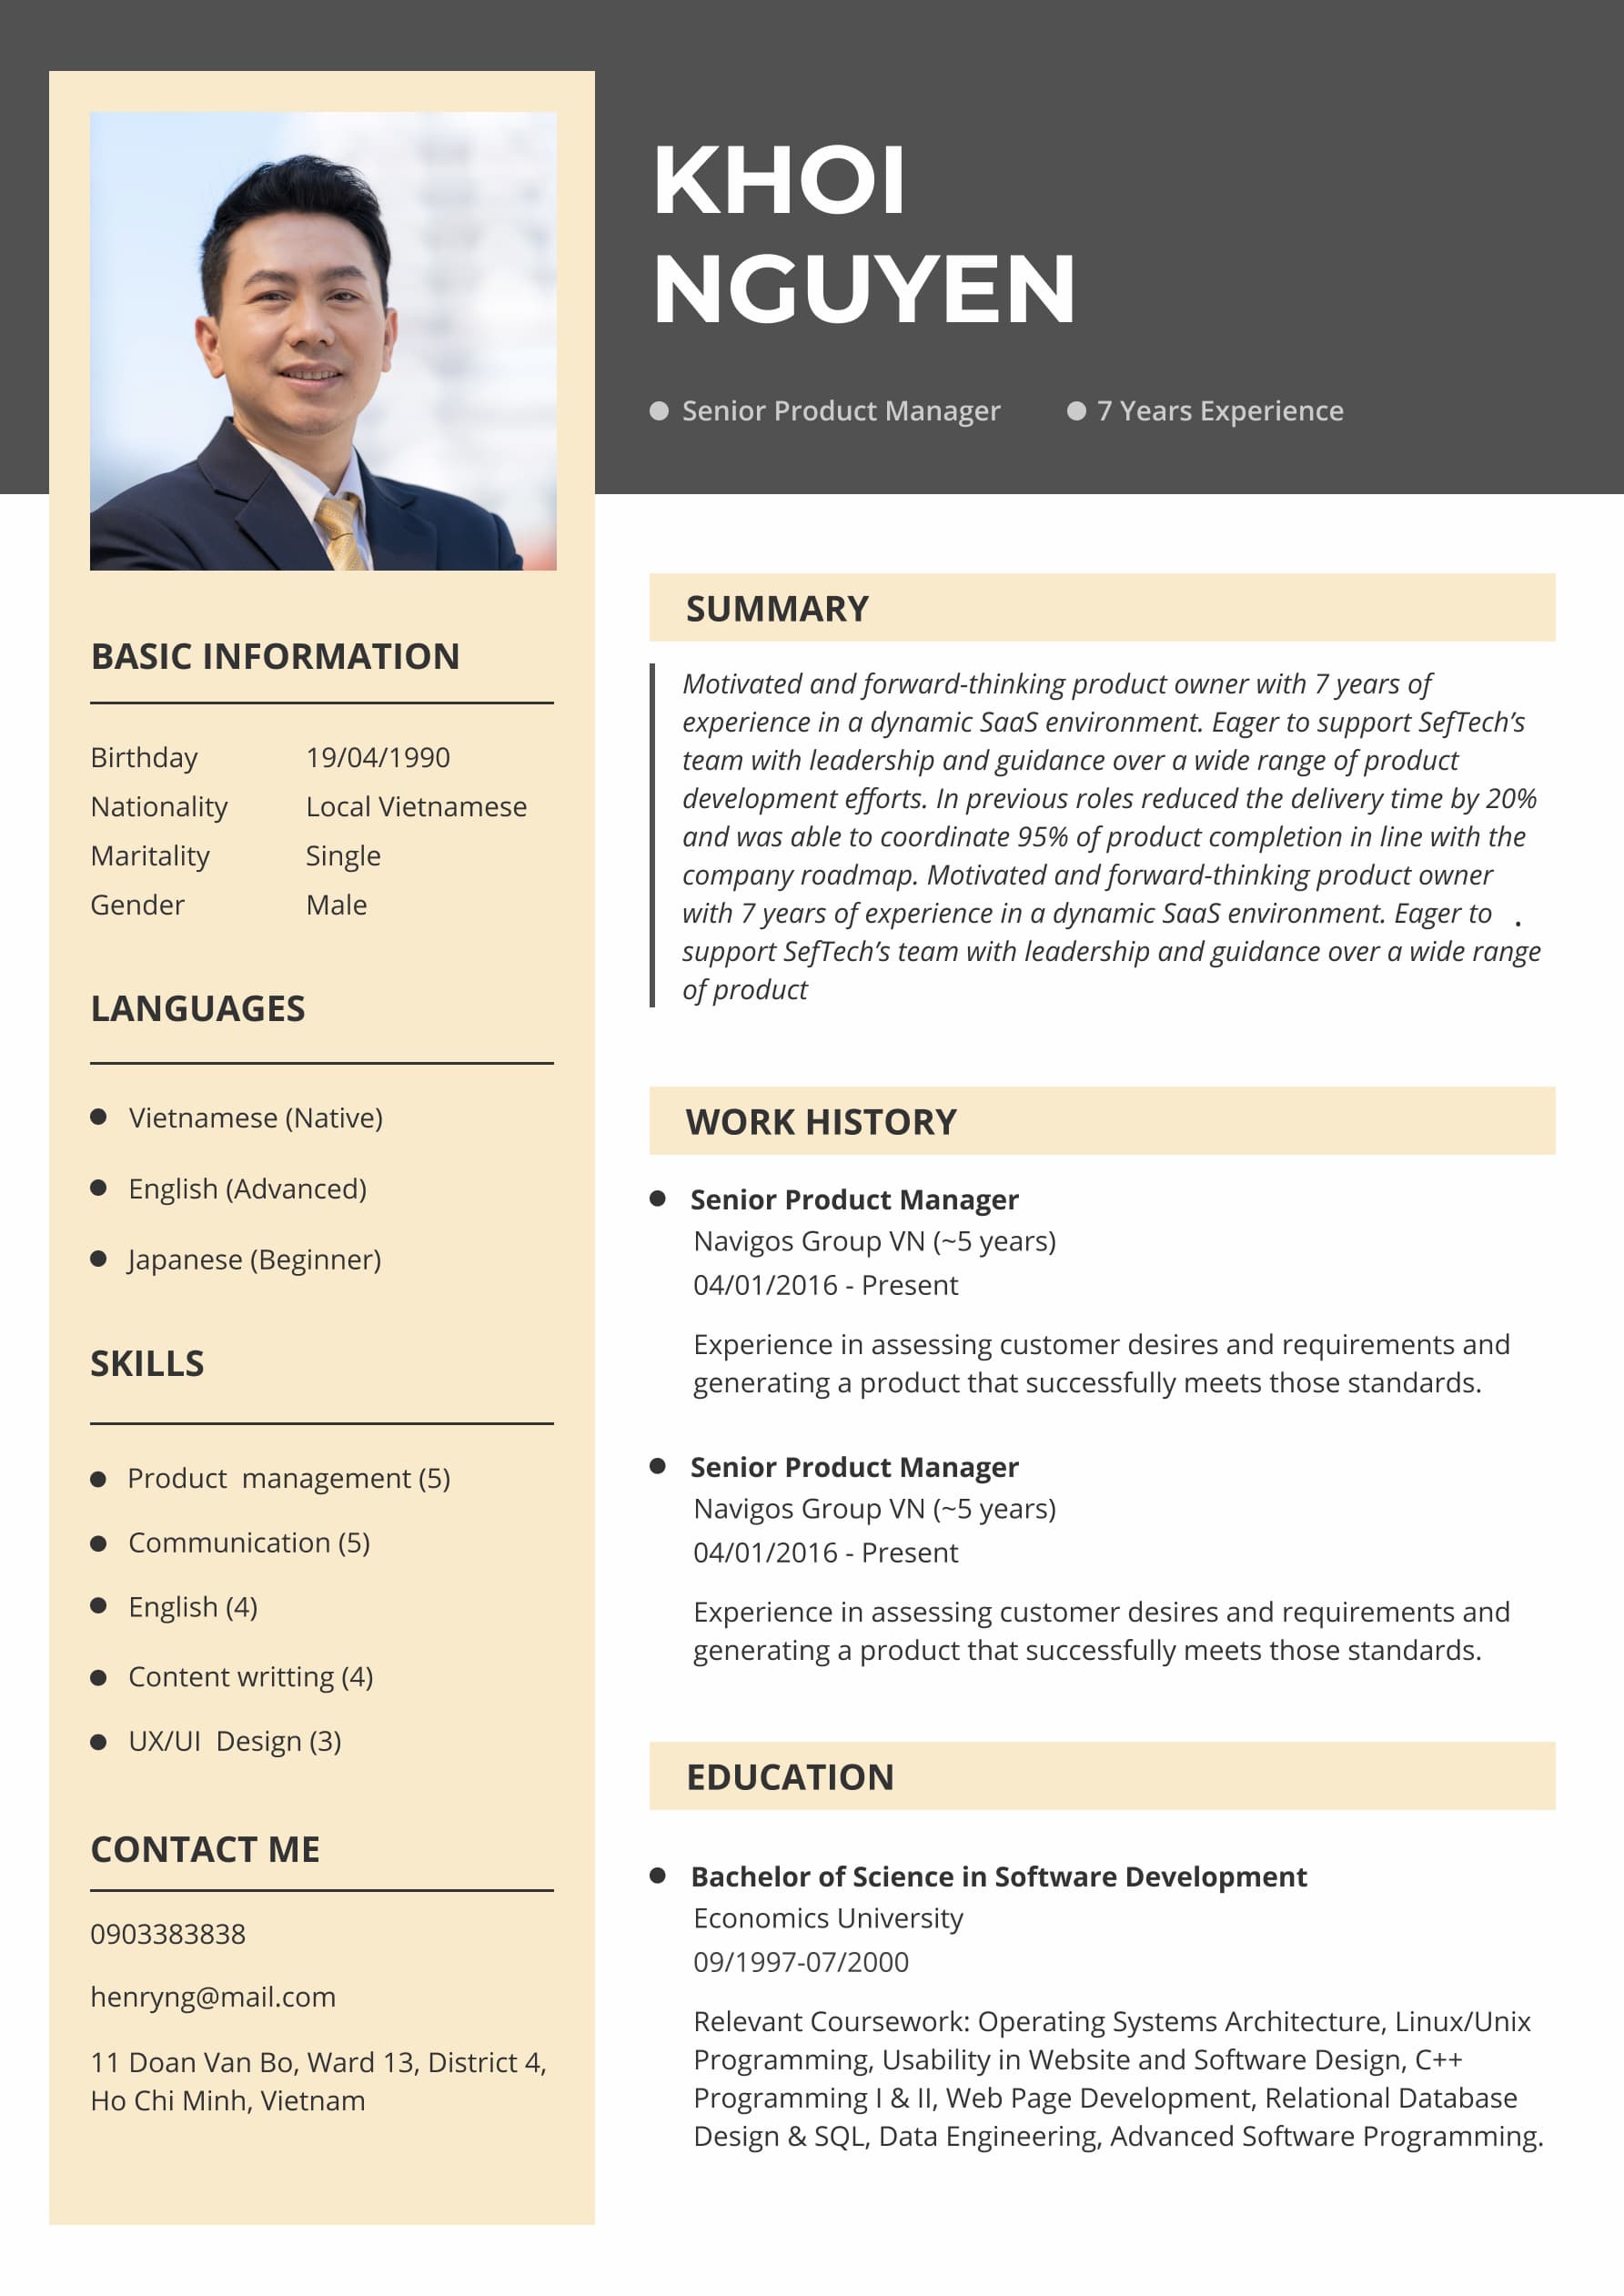 KHOI
NGUYEN
Senior Product Manager
7 Years Experience
BASIC INFORMATION
Birthday 19/04/1990
Nationality Local Vietnamese
Maritality Single
Gender Male
LANGUAGES
Vietnamese (Native)
English (Advanced)
Japanese (Beginner)
SKILLS
Product  management (5)
Communication (5)
English (4)
Content writting (4)
UX/UI  Design (3)
CONTACT ME
0903383838
henryng@mail.com
11 Doan Van Bo, Ward 13, District 4,
Ho Chi Minh, Vietnam
SUMMARY
Motivated and forward-thinking product owner with 7 years of
experience in a dynamic SaaS environment. Eager to support SefTech’s
team with leadership and guidance over a wide range of product
development efforts. In previous roles reduced the delivery time by 20%
and was able to coordinate 95% of product completion in line with the
company roadmap. Motivated and forward-thinking product owner
with 7 years of experience in a dynamic SaaS environment. Eager to .
support SefTech’s team with leadership and guidance over a wide range
of product
WORK HISTORY
Senior Product Manager
Navigos Group VN (~5 years)
04/01/2016 - Present
Experience in assessing customer desires and requirements and
generating a product that successfully meets those standards.
Senior Product Manager
Navigos Group VN (~5 years)
04/01/2016 - Present
Experience in assessing customer desires and requirements and
generating a product that successfully meets those standards.
EDUCATION
Bachelor of Science in Software Development
Economics University
09/1997-07/2000
Relevant Coursework: Operating Systems Architecture, Linux/Unix
Programming, Usability in Website and Software Design, C++
Programming I & II, Web Page Development, Relational Database
Design & SQL, Data Engineering, Advanced Software Programming.